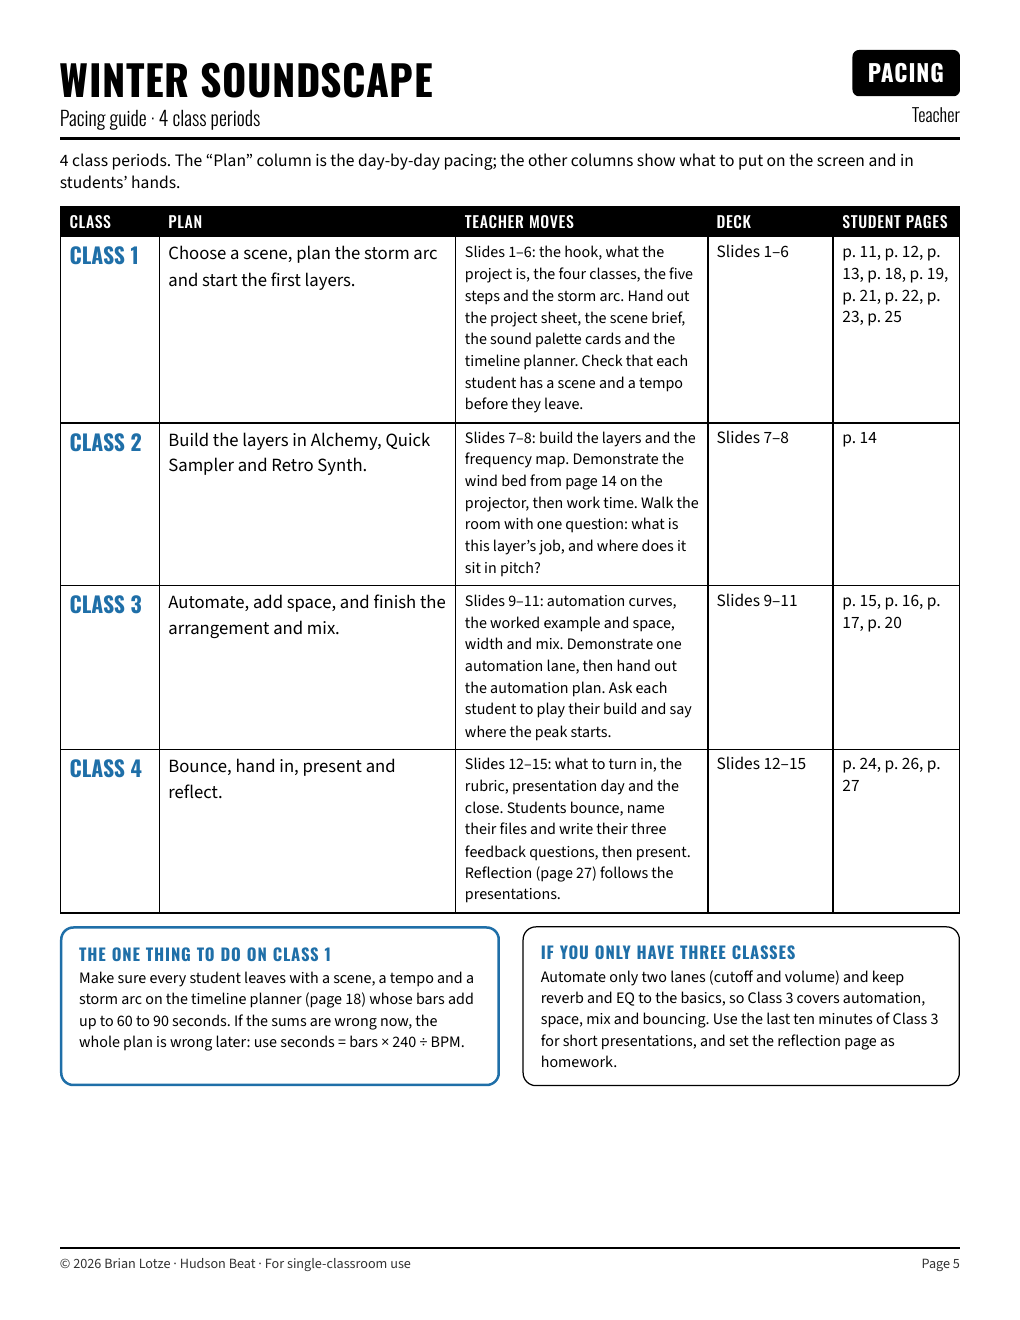 WINTER SOUNDSCAPE
PACING
Pacing guide · 4 class periods
Teacher
4 class periods. The “Plan” column is the day-by-day pacing; the other columns show what to put on the screen and in
students’ hands.
CLASS
PLAN
TEACHER MOVES
DECK
STUDENT PAGES
CLASS 1
Choose a scene, plan the storm arc
and start the first layers.
Slides 1–6: the hook, what the
project is, the four classes, the five
steps and the storm arc. Hand out
the project sheet, the scene brief,
the sound palette cards and the
timeline planner. Check that each
student has a scene and a tempo
before they leave.
Slides 1–6
p. 11, p. 12, p.
13, p. 18, p. 19,
p. 21, p. 22, p.
23, p. 25
CLASS 2
Build the layers in Alchemy, Quick
Sampler and Retro Synth.
Slides 7–8: build the layers and the
frequency map. Demonstrate the
wind bed from page 14 on the
projector, then work time. Walk the
room with one question: what is
this layer’s job, and where does it
sit in pitch?
Slides 7–8
p. 14
CLASS 3
Automate, add space, and finish the
arrangement and mix.
Slides 9–11: automation curves,
the worked example and space,
width and mix. Demonstrate one
automation lane, then hand out
the automation plan. Ask each
student to play their build and say
where the peak starts.
Slides 9–11
p. 15, p. 16, p.
17, p. 20
CLASS 4
Bounce, hand in, present and
reflect.
Slides 12–15: what to turn in, the
rubric, presentation day and the
close. Students bounce, name
their files and write their three
feedback questions, then present.
Reflection (page 27) follows the
presentations.
Slides 12–15
p. 24, p. 26, p.
27
THE ONE THING TO DO ON CLASS 1
Make sure every student leaves with a scene, a tempo and a
storm arc on the timeline planner (page 18) whose bars add
up to 60 to 90 seconds. If the sums are wrong now, the
whole plan is wrong later: use seconds = bars × 240 ÷ BPM.
IF YOU ONLY HAVE THREE CLASSES
Automate only two lanes (cutoff and volume) and keep
reverb and EQ to the basics, so Class 3 covers automation,
space, mix and bouncing. Use the last ten minutes of Class 3
for short presentations, and set the reflection page as
homework.
© 2026 Brian Lotze · Hudson Beat · For single-classroom use
Page 5